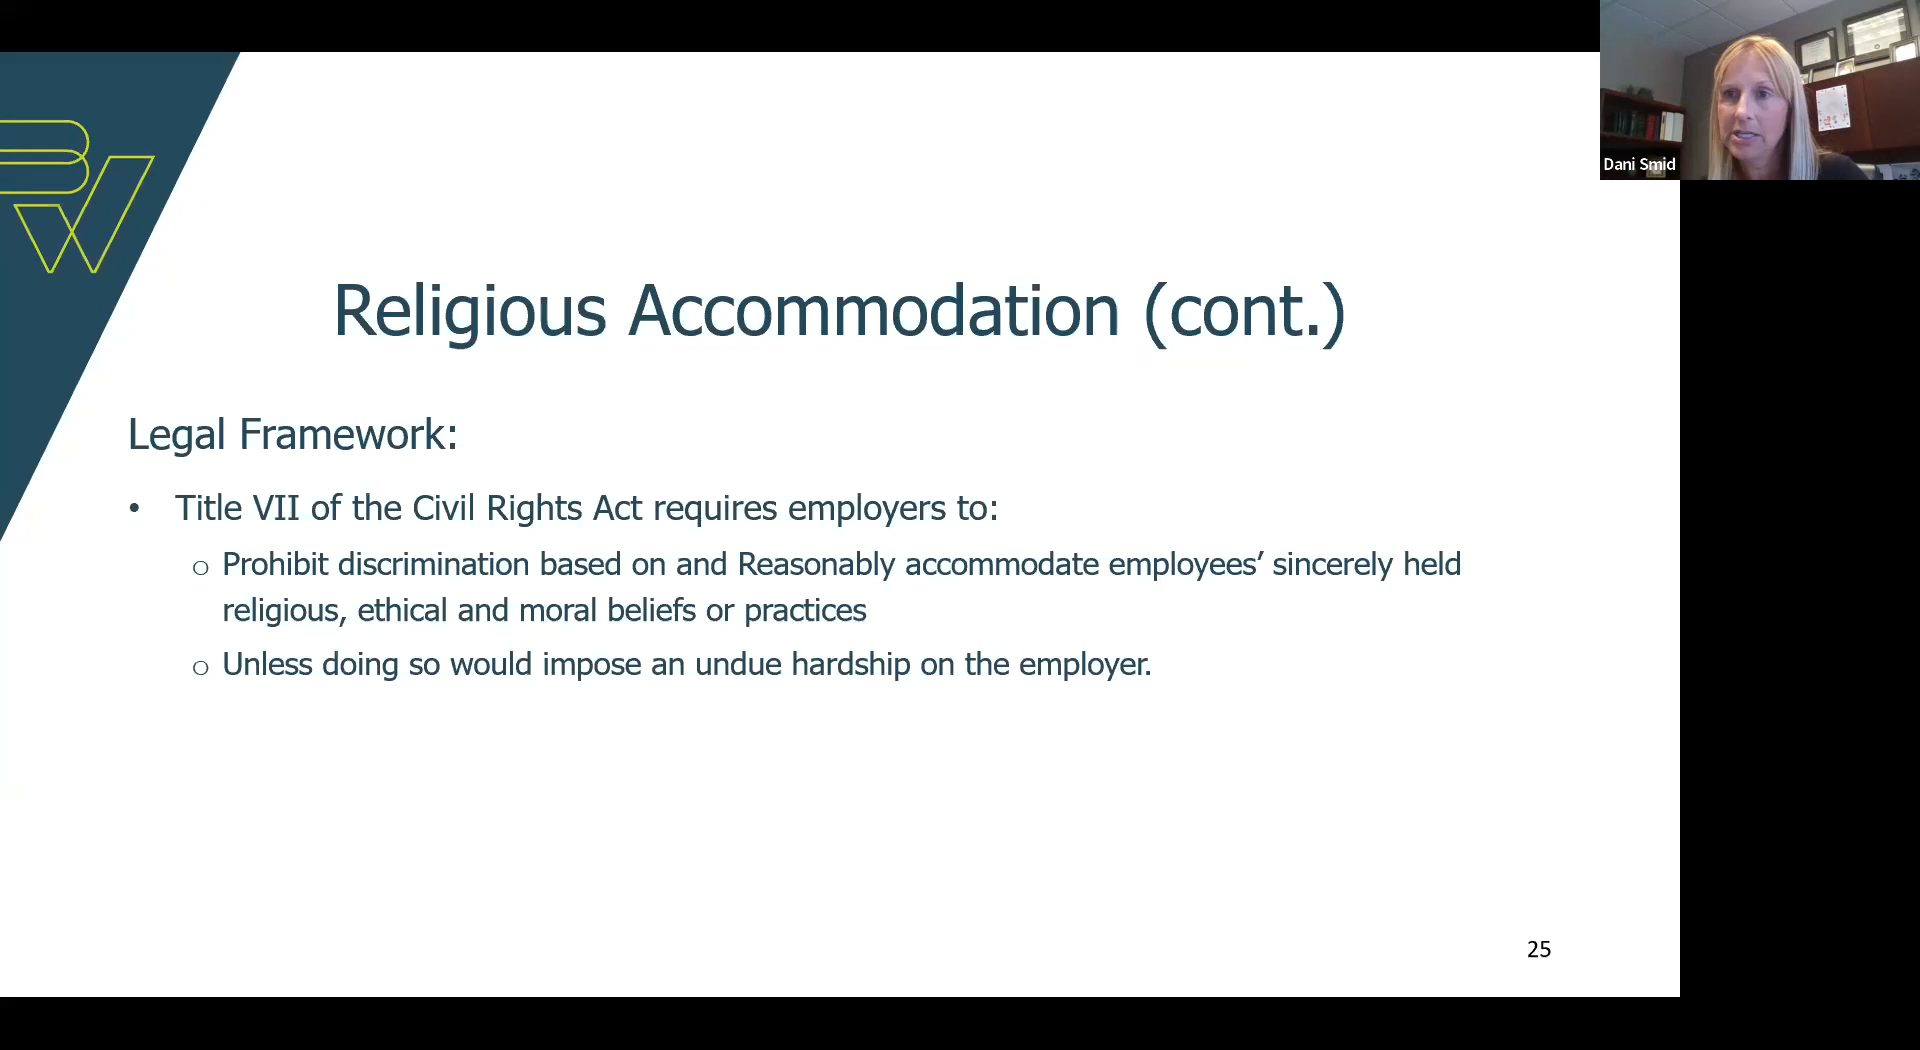 Dani Smid
Religious Accommodation (cont.)
Legal Framework:
• Title VII of the Civil Rights Act requires employers to:
o Prohibit discrimination based on and Reasonably accommodate employees’ sincerely held
religious, ethical and moral beliefs or practices
o Unless doing so would impose an undue hardship on the employer.
25